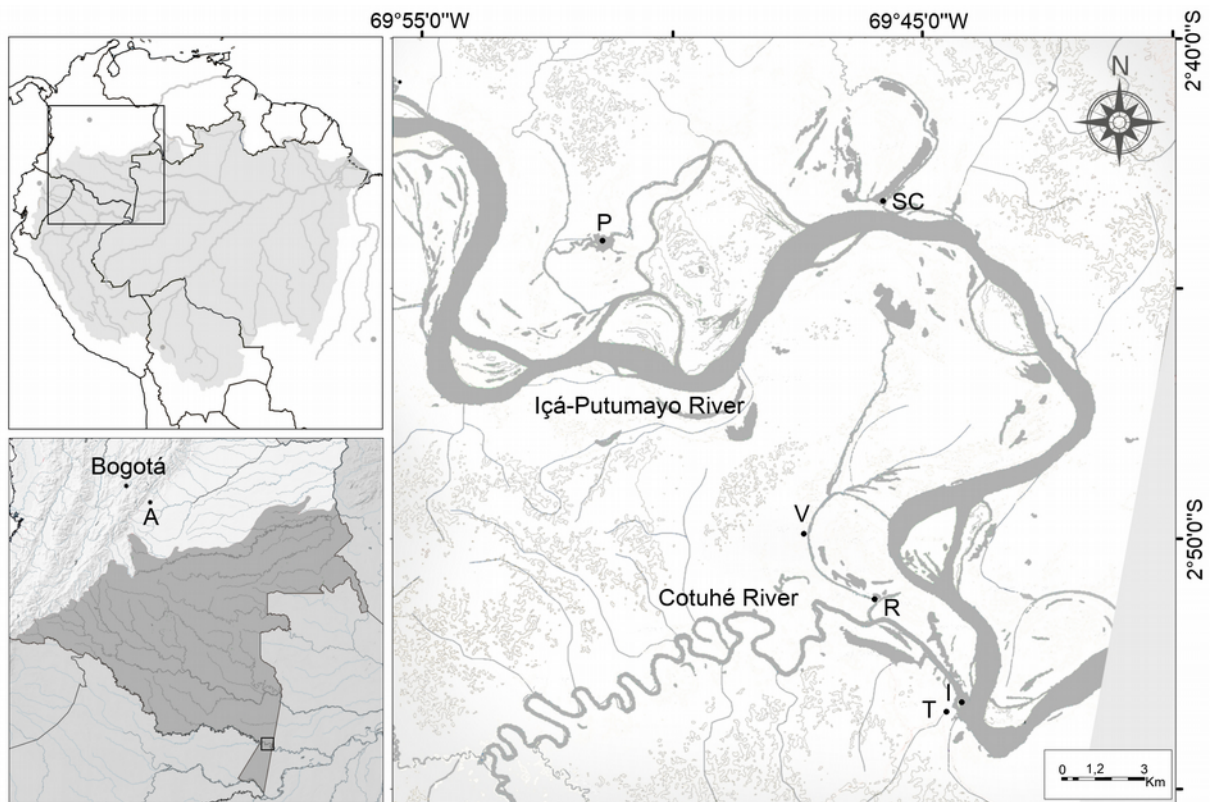 69°55'0"W
69°45'0"W
2°40'0"S
N
SC
P
Içá-Putumayo River
Bogotá
A
V
2°50'0"S
Cotuhé River
R
I
T
0 1,2 3
Km